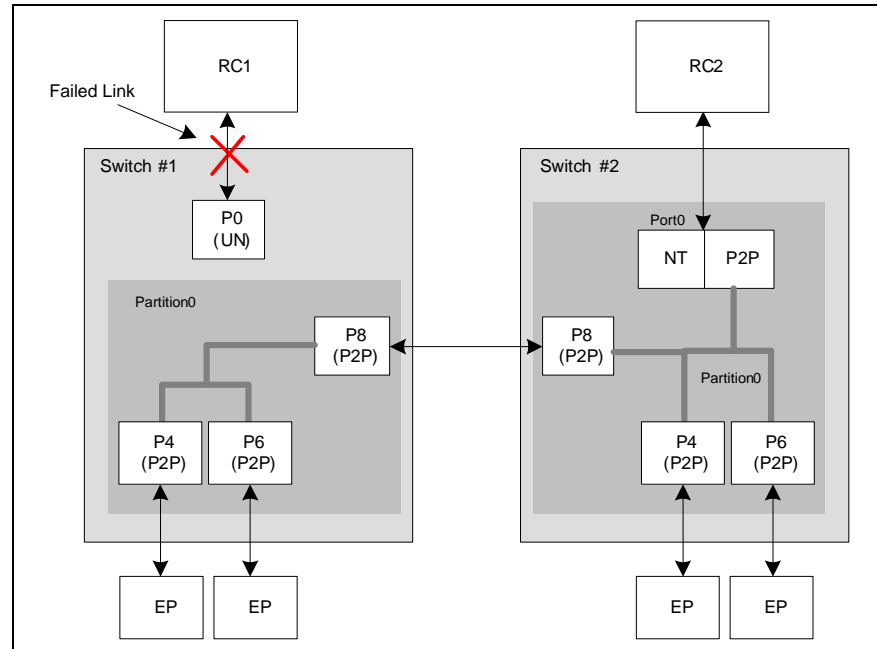 RC1
RC2
Failed Link
Switch #1
Switch #2
P0
(UN)
Port0
NT
P2P
Partition0
P8
(P2P)
P8
(P2P)
Partition0
P4
(P2P)
P6
(P2P)
P4
(P2P)
P6
(P2P)
EP
EP
EP
EP